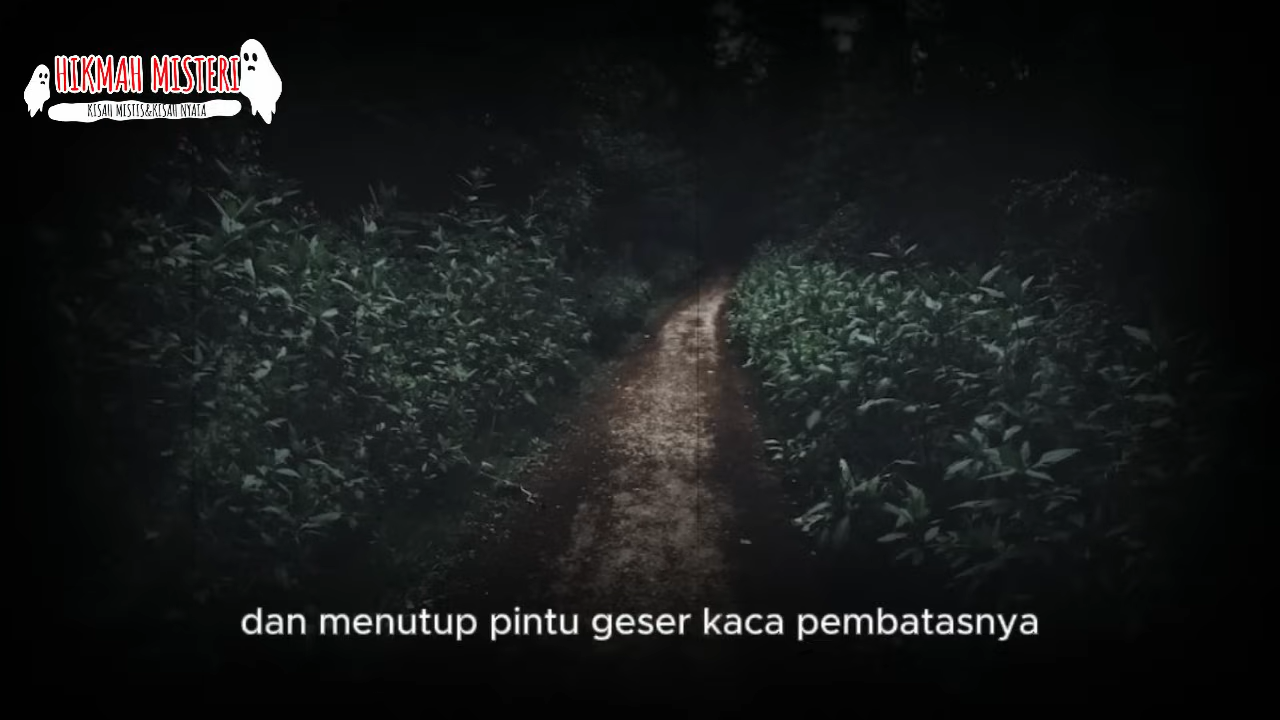 HIKMAH MISTERI
KISAH MISTIS&KISAH NYATA
dan menutup pintu geser kaca pembatasnya